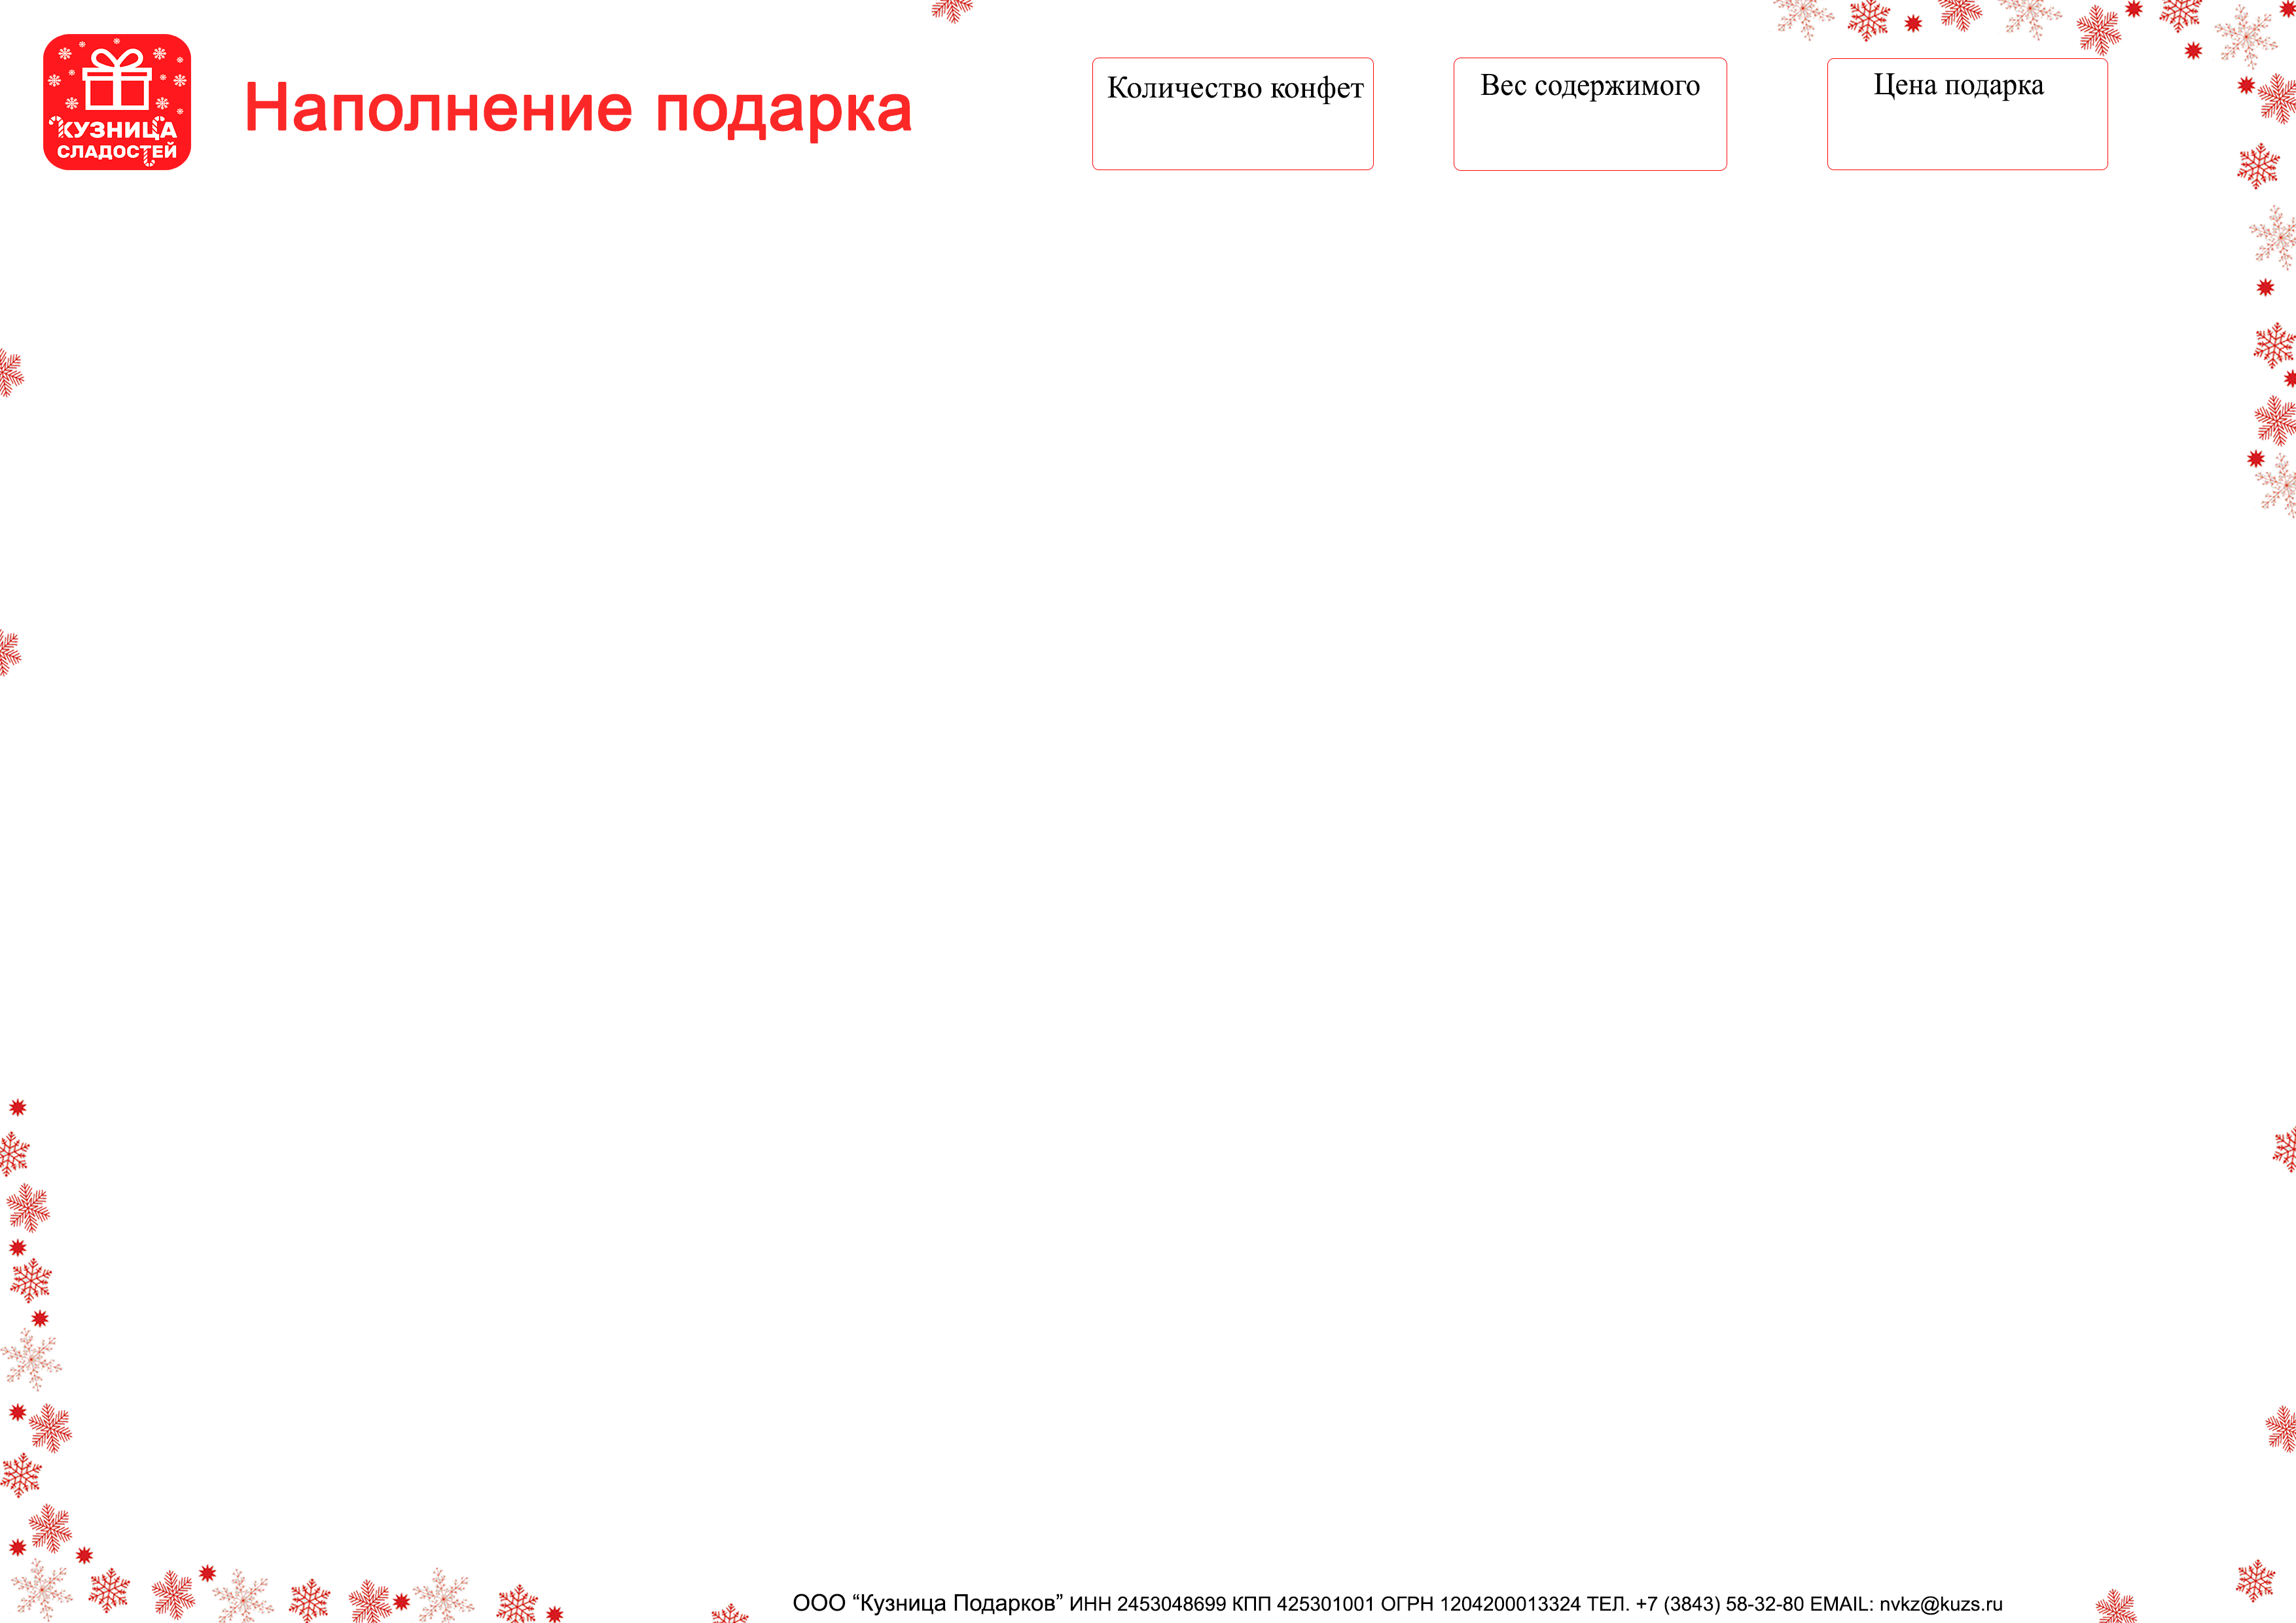 КУЗНИЦА
СЛАДОСТЕЙ
Наполнение подарка
Количество конфет
Вес содержимого
Цена подарка
ООО “Кузница Подарков” ИНН 2453048699 КПП 425301001 ОГРН 1204200013324 ТЕЛ. +7 (3843) 58-32-80 EMAIL: nvkz@kuzs.ru